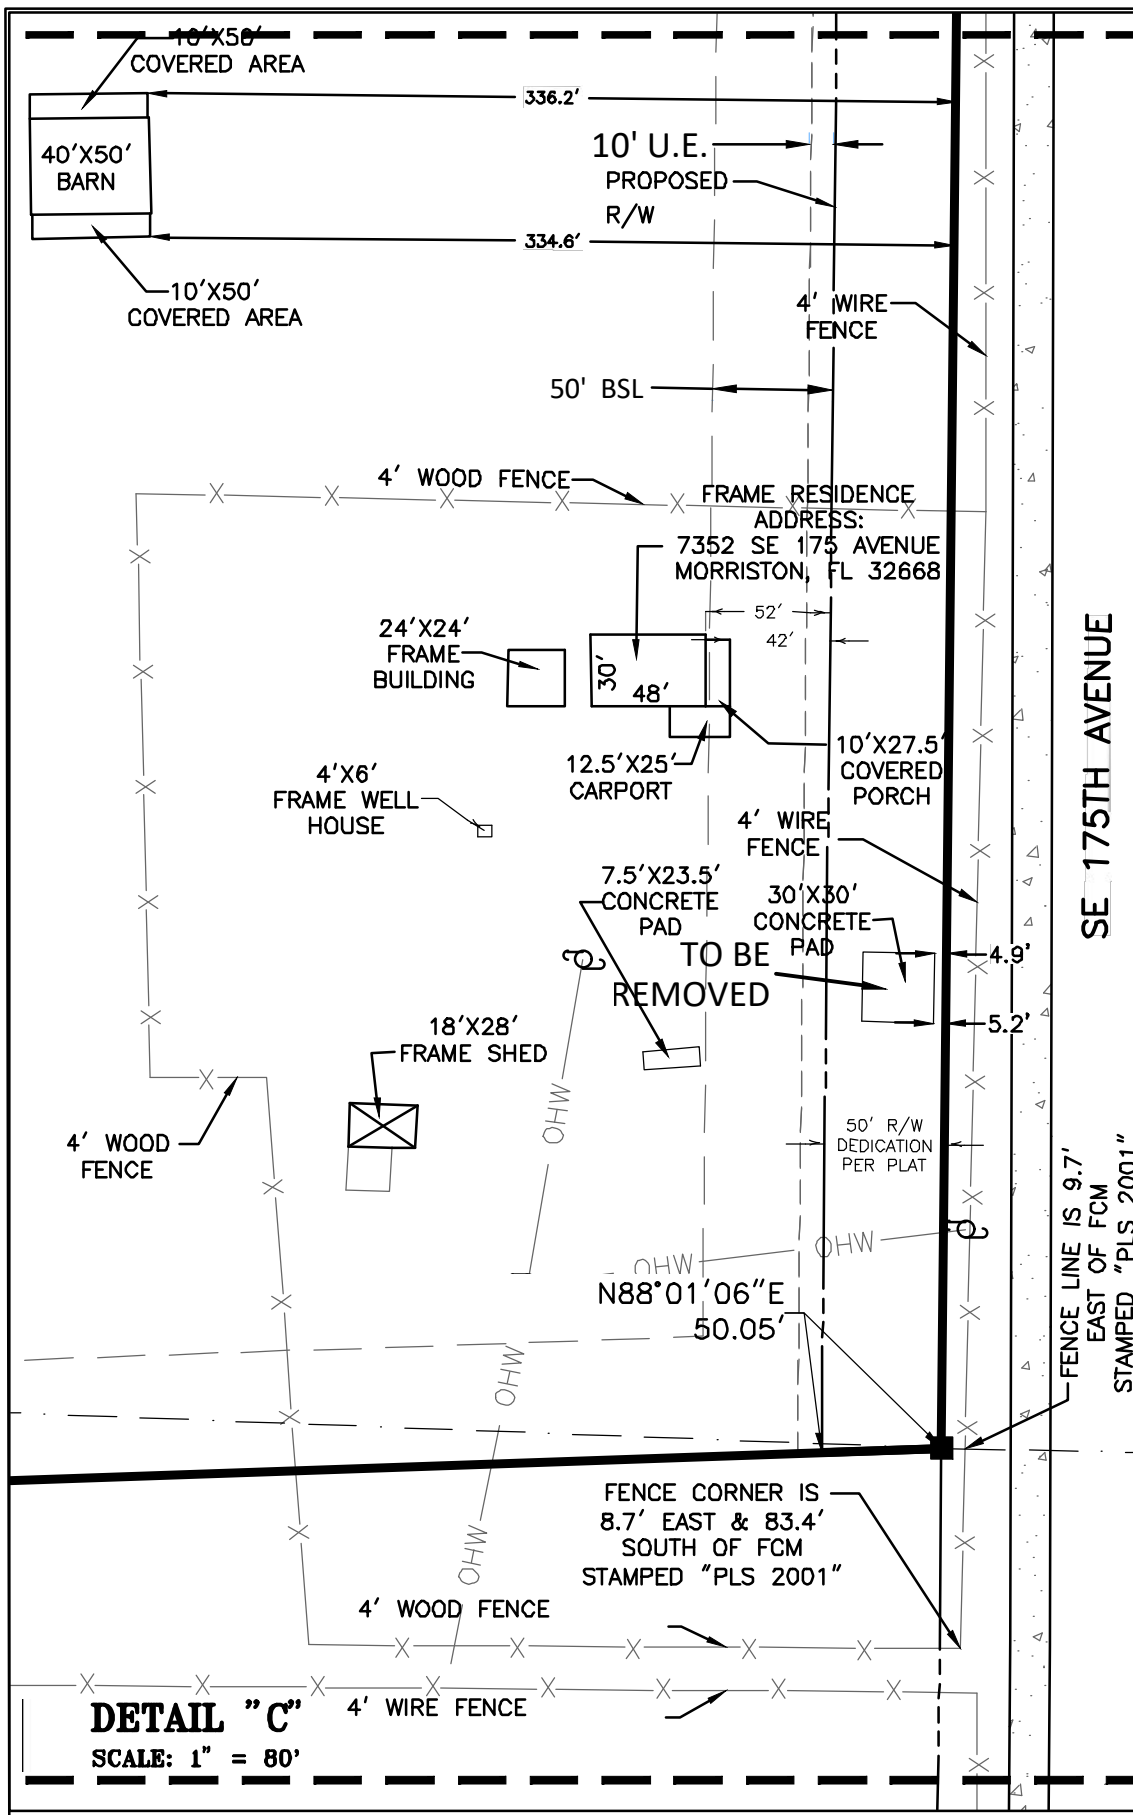 10'X50'
COVERED AREA
336.2'
40'X50'
BARN
10' U.E.
PROPOSED
R/W
334.6'
10'X50'
COVERED AREA
4' WIRE
FENCE
50' BSL
4' WOOD FENCE
FRAME RESIDENCE
ADDRESS:
7352 SE 175 AVENUE
MORRISTON, FL 32668
52'
42'
24'X24'
FRAME
BUILDING
30'
48'
SE 175TH AVENUE
12.5'X25'
CARPORT
10'X27.5'
COVERED
PORCH
4'X6'
FRAME WELL
HOUSE
4' WIRE
FENCE
7.5'X23.5'
CONCRETE
PAD
30'X30'
CONCRETE
PAD
TO BE
REMOVED
4.9'
5.2'
18'X28'
FRAME SHED
OHW
4' WOOD
FENCE
50' R/W
DEDICATION
PER PLAT
FENCE LINE IS 9.7'
EAST OF FCM
STAMPED "PLS 2001"
OHW
OHW
N88°01'06"E
50.05'
OHW
FENCE CORNER IS
8.7' EAST & 83.4'
SOUTH OF FCM
STAMPED "PLS 2001"
OHW
4' WOOD FENCE
4' WIRE FENCE
DETAIL "C"
SCALE: 1" = 80'